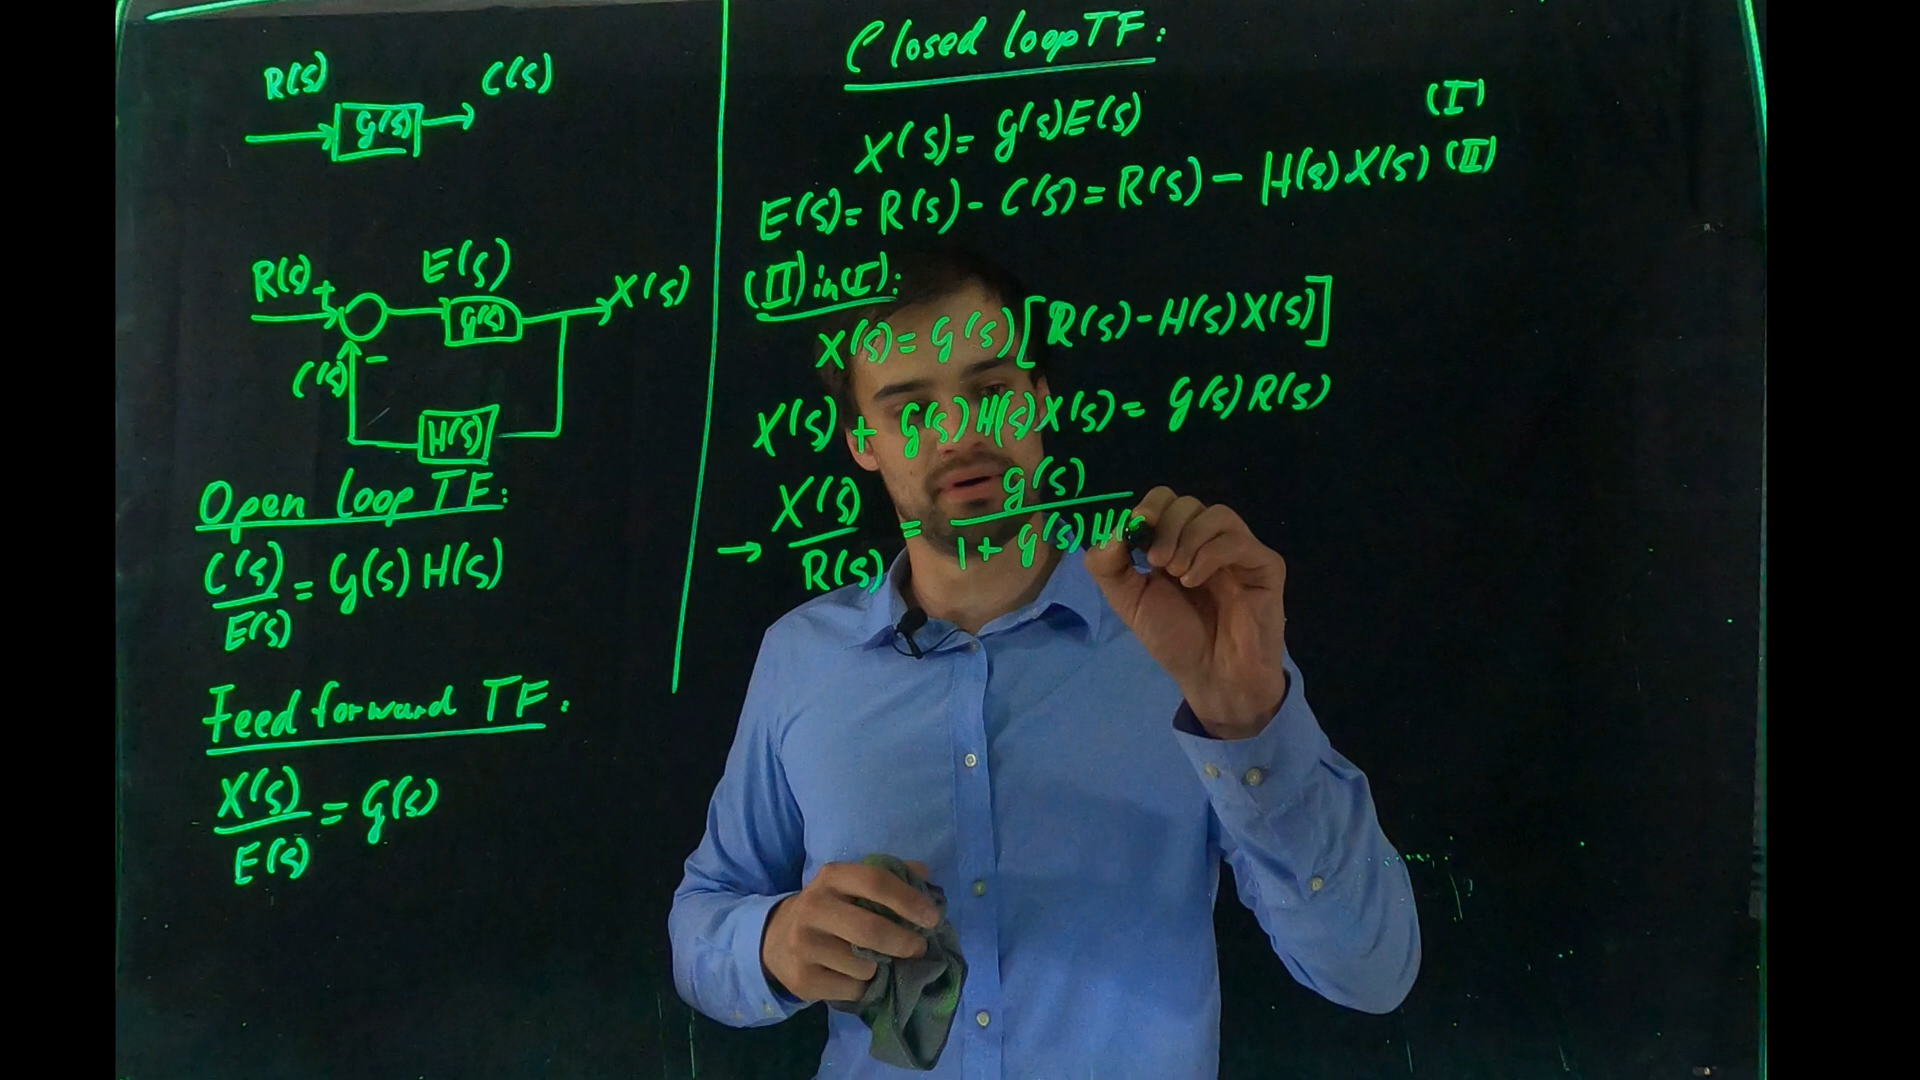 R(s) C(s)
G(s)
R(s) + E(s) X(s)
G(s)
C(s) -
H(s)
Open loop TF:
C(s)/E(s) = G(s) H(s)
Feed forward TF:
X(s)/E(s) = G(s)
Closed loop TF:
X(s) = G(s)E(s) (I)
E(s) = R(s) - C(s) = R(s) - H(s)X(s) (II)
(II) in (I):
X(s) = G(s)[R(s) - H(s)X(s)]
X(s) + G(s)H(s)X(s) = G(s)R(s)
→ X(s)/R(s) = G(s)/1 + G(s)H(s